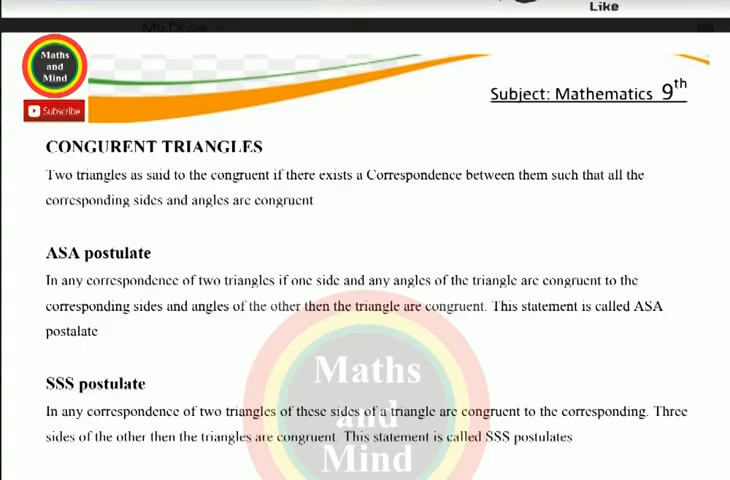 Like
Maths
and
Mind
Subscribe
Subject: Mathematics 9th
CONGURENT TRIANGLES
Two triangles as said to the congruent if there exists a Correspondence between them such that all the
corresponding sides and angles are congruent
ASA postulate
In any correspondence of two triangles if one side and any angles of the triangle are congruent to the
corresponding sides and angles of the other then the triangle are congruent. This statement is called ASA
postalate
SSS postulate
In any correspondence of two triangles of these sides of a triangle are congruent to the corresponding. Three
sides of the other then the triangles are congruent. This statement is called SSS postulates
Maths
and
Mind